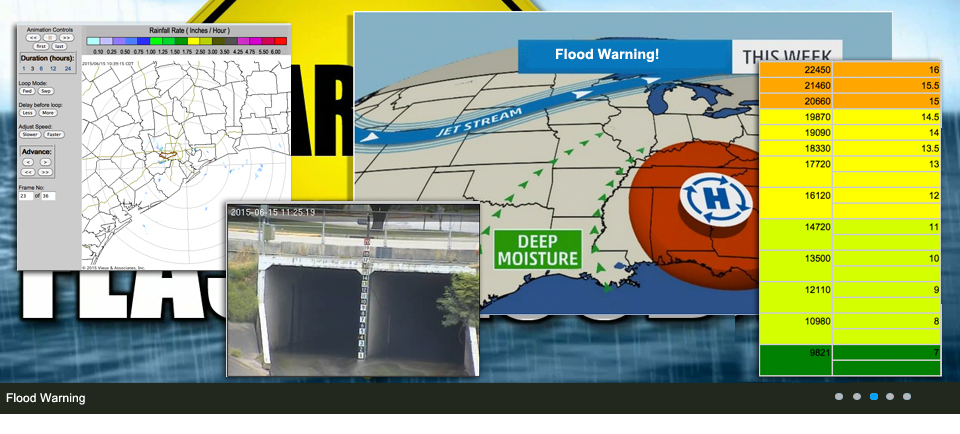 Animation Controls
<< || >>
first last
Duration (hours):
1 3 6 12 24
Loop Mode:
Fwd Swp
Delay before loop:
Less More
Adjust Speed:
Slower Faster
Advance:
< >
<< >>
Frame No:
23 of 36
Rainfall Rate ( Inches / Hour )
0.10 0.25 0.50 0.75 1.00 1.25 1.50 1.75 2.00 2.50 3.00 3.50 4.00 4.25 4.75 5.00 6.00
2015/06/15 10:39:15 CDT
© 2015 Vieux & Associates, Inc.
AR
FLAS
Flood Warning!
THIS WEEK
JET STREAM
H
DEEP
MOISTURE
2015-06-15 11:25:13
22450 16
21460 15.5
20660 15
19870 14.5
19090 14
18330 13.5
17720 13
16120 12
14720 11
13500 10
12110 9
10980 8
9821 7
Flood Warning